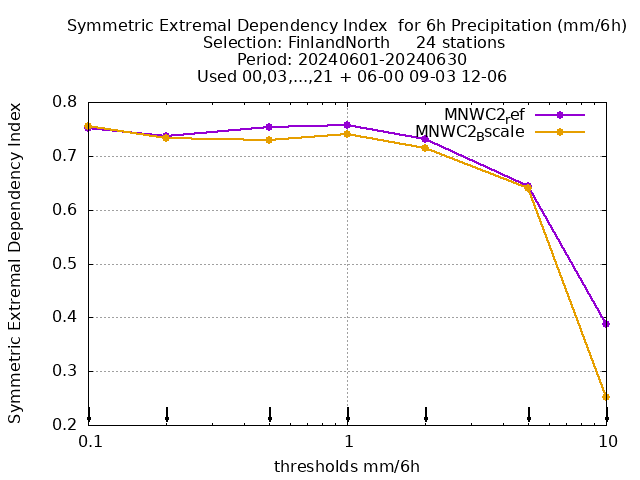 Symmetric Extremal Dependency Index  for 6h Precipitation (mm/6h)
Selection: FinlandNorth     24 stations
Period: 20240601-20240630
Used 00,03,...,21 + 06-00 09-03 12-06
MNWC2ref
MNWC2Bscale
Symmetric Extremal Dependency Index
0.8
0.7
0.6
0.5
0.4
0.3
0.2
0.1
1
10
thresholds mm/6h